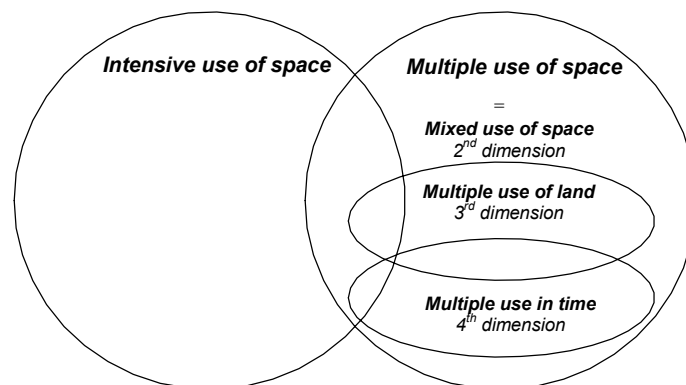 Intensive use of space
Multiple use of space
=
Mixed use of space
2nd dimension
Multiple use of land
3rd dimension
Multiple use in time
4th dimension